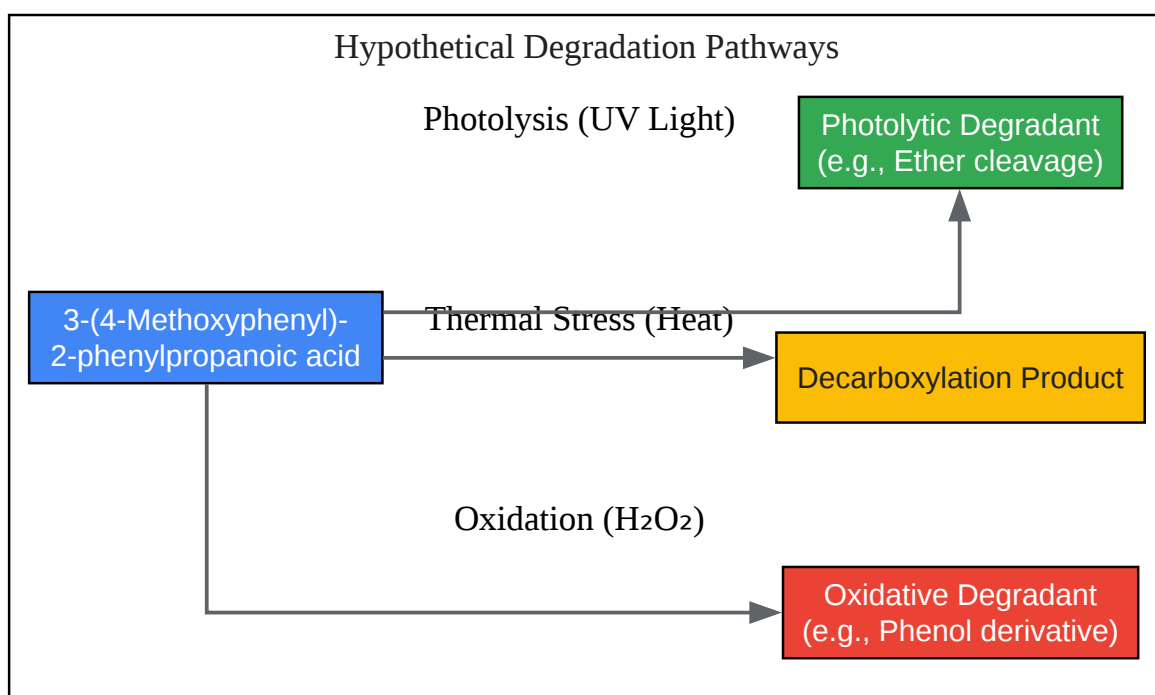 Hypothetical Degradation Pathways
Photolysis (UV Light)
Photolytic Degradant
(e.g., Ether cleavage)
3-(4-Methoxyphenyl)-
2-phenylpropanoic acid
Thermal Stress (Heat)
Decarboxylation Product
Oxidation (H₂O₂)
Oxidative Degradant
(e.g., Phenol derivative)